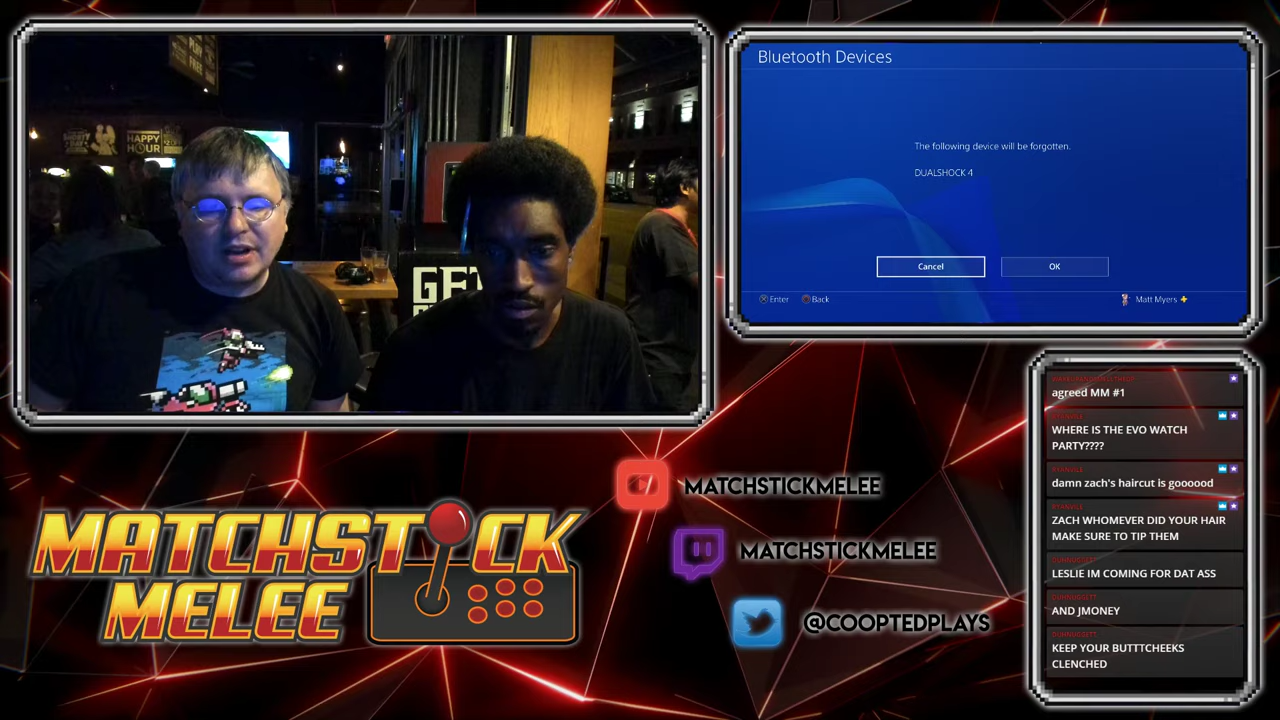 HAPPY
HOUR
GET
Bluetooth Devices
The following device will be forgotten.
DUALSHOCK 4
Cancel
OK
Enter
Back
Matt Myers
agreed MM #1
WHERE IS THE EVO WATCH
PARTY????
damn zach's haircut is goooood
ZACH WHOMEVER DID YOUR HAIR
MAKE SURE TO TIP THEM
LESLIE IM COMING FOR DAT ASS
AND JMONEY
KEEP YOUR BUTTTCHEEKS
CLENCHED
MATCHSTICK
MELEE
MATCHSTICKMELEE
MATCHSTICKMELEE
@COOPTEDPLAYS